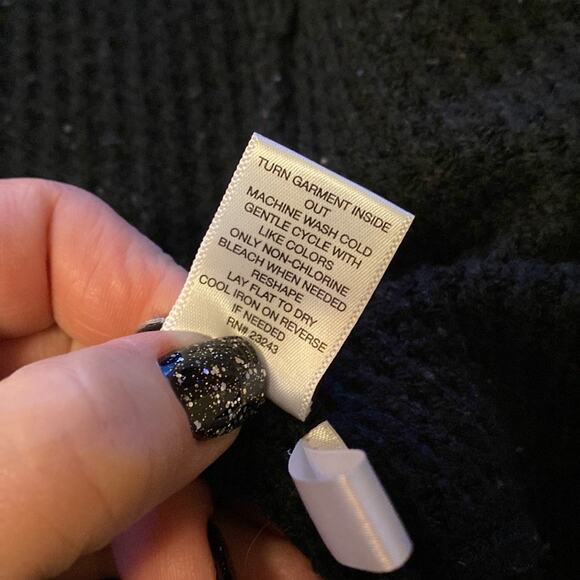 TURN GARMENT INSIDE
OUT
MACHINE WASH COLD
GENTLE CYCLE WITH
LIKE COLORS
ONLY NON-CHLORINE
BLEACH WHEN NEEDED
RESHAPE
LAY FLAT TO DRY
COOL IRON ON REVERSE
IF NEEDED
RN# 23243